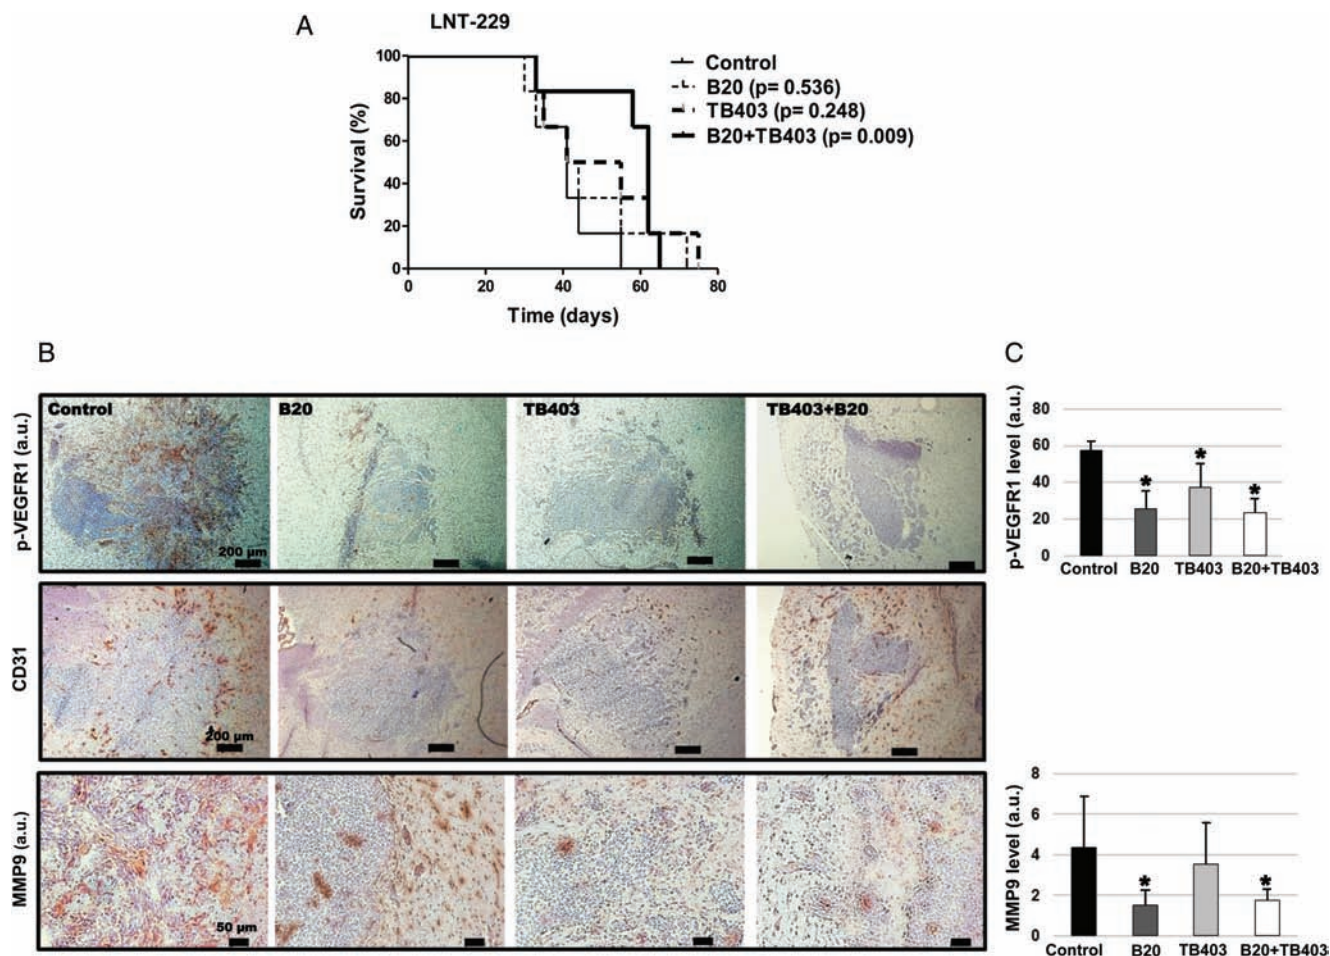 A
LNT-229
Survival (%)
100
80
60
40
20
0
0 20 40 60 80
Time (days)
Control
B20 (p= 0.536)
TB403 (p= 0.248)
B20+TB403 (p= 0.009)
B
p-VEGFR1 (a.u.)
Control B20 TB403 TB403+B20
200 µm
CD31
200 µm
MMP9 (a.u.)
50 µm
C
p-VEGFR1 level (a.u.)
80
60
40
20
0
* * *
Control B20 TB403 B20+TB403
MMP9 level (a.u.)
8
6
4
2
0
* *
Control B20 TB403 B20+TB403